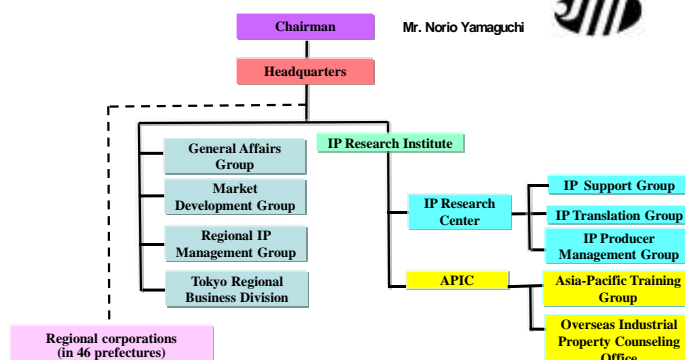 Chairman
Mr. Norio Yamaguchi
Headquarters
General Affairs
Group
IP Research Institute
Market
Development Group
IP Research
Center
IP Support Group
IP Translation Group
IP Producer
Management Group
Regional IP
Management Group
Tokyo Regional
Business Division
APIC
Asia-Pacific Training
Group
Overseas Industrial
Property Counseling
Office
Regional corporations
(in 46 prefectures)